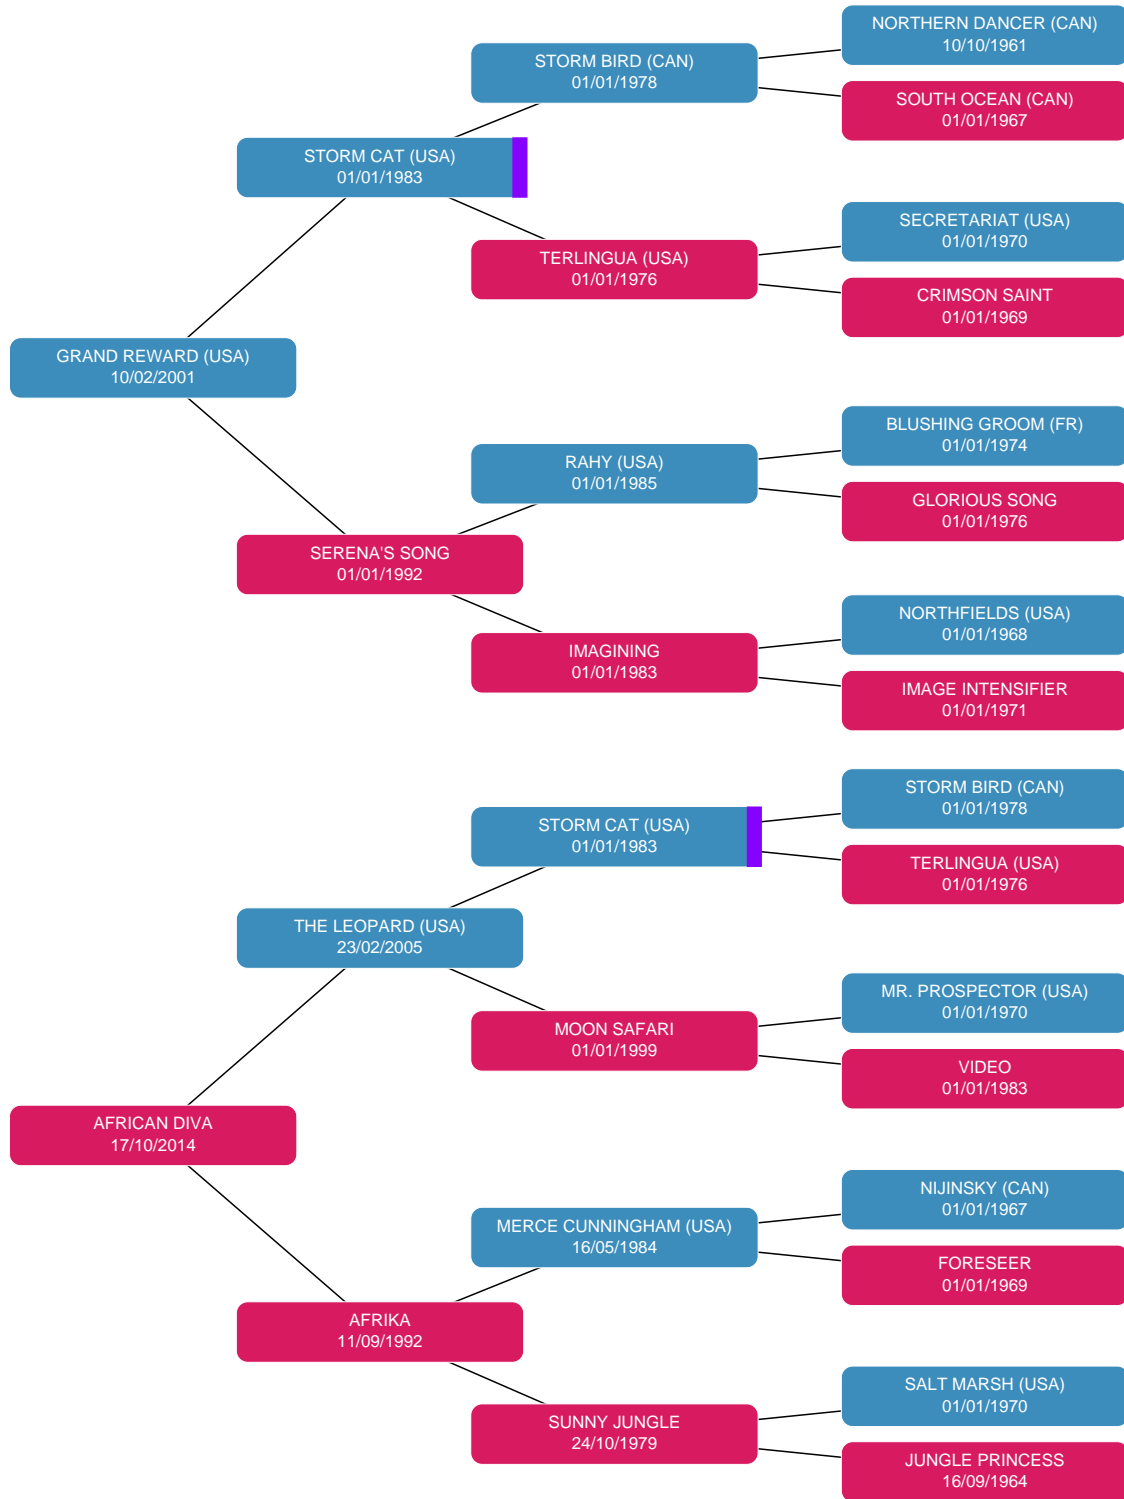 NORTHERN DANCER (CAN)
10/10/1961
STORM BIRD (CAN)
01/01/1978
SOUTH OCEAN (CAN)
01/01/1967
STORM CAT (USA)
01/01/1983
SECRETARIAT (USA)
01/01/1970
TERLINGUA (USA)
01/01/1976
CRIMSON SAINT
01/01/1969
GRAND REWARD (USA)
10/02/2001
BLUSHING GROOM (FR)
01/01/1974
RAHY (USA)
01/01/1985
GLORIOUS SONG
01/01/1976
SERENA'S SONG
01/01/1992
NORTHFIELDS (USA)
01/01/1968
IMAGINING
01/01/1983
IMAGE INTENSIFIER
01/01/1971
STORM BIRD (CAN)
01/01/1978
STORM CAT (USA)
01/01/1983
TERLINGUA (USA)
01/01/1976
THE LEOPARD (USA)
23/02/2005
MR. PROSPECTOR (USA)
01/01/1970
MOON SAFARI
01/01/1999
VIDEO
01/01/1983
AFRICAN DIVA
17/10/2014
NIJINSKY (CAN)
01/01/1967
MERCE CUNNINGHAM (USA)
16/05/1984
FORESEER
01/01/1969
AFRIKA
11/09/1992
SALT MARSH (USA)
01/01/1970
SUNNY JUNGLE
24/10/1979
JUNGLE PRINCESS
16/09/1964